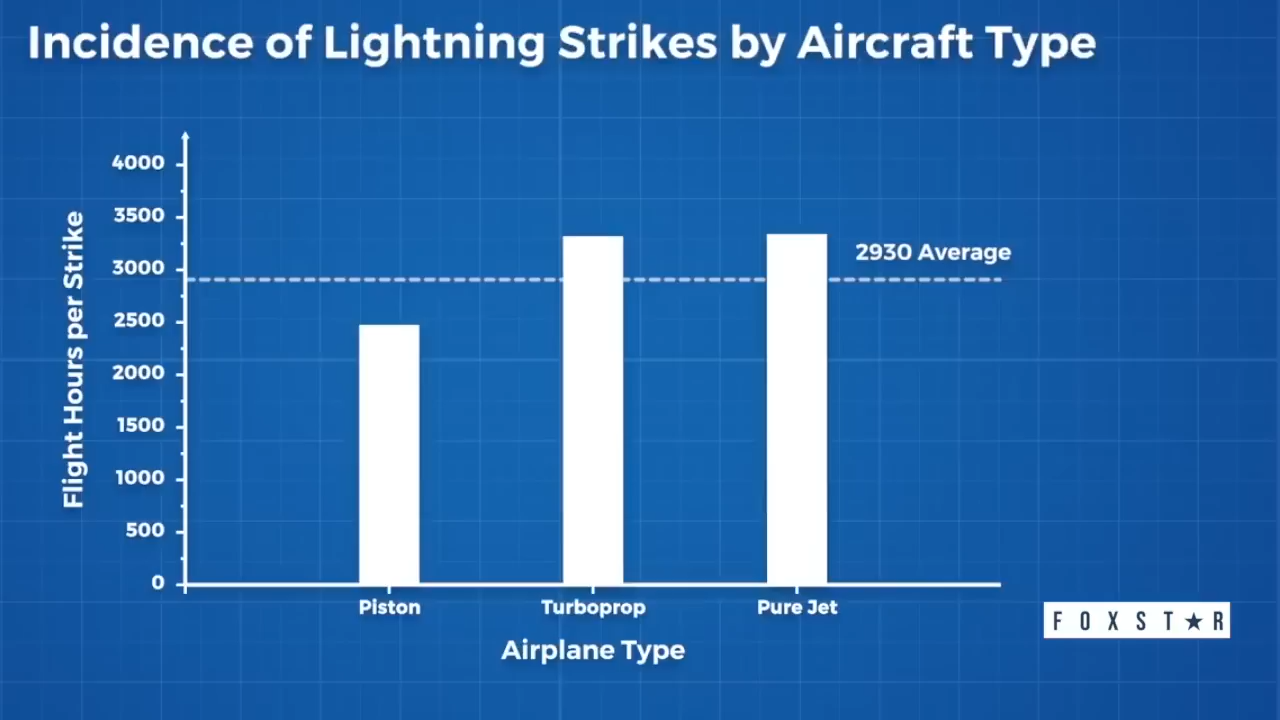 Incidence of Lightning Strikes by Aircraft Type
Flight Hours per Strike
4000
3500
3000
2500
2000
1500
1000
500
0
2930 Average
Piston Turboprop Pure Jet
Airplane Type
FOXST★R